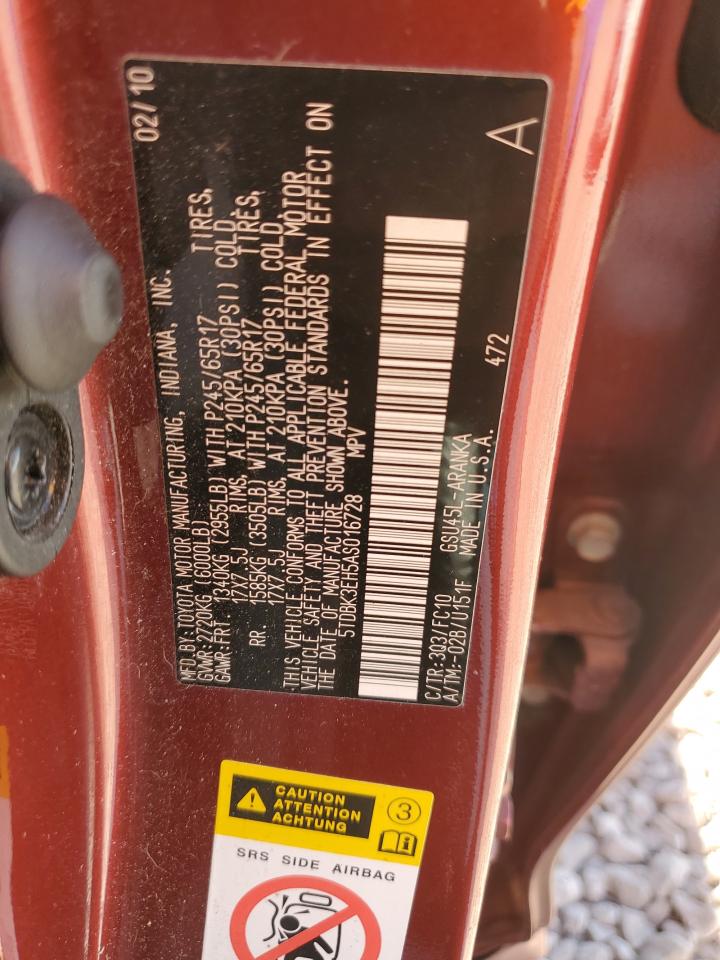 MFD BY:TOYOTA MOTOR MANUFACTURING, INDIANA, INC. 02/10
GVWR:2720KG (6000LB)
GAWR:FRT 1340KG (2955LB) WITH P245/65R17 TIRES,
17X7.5J RIMS, AT 210KPA (30PSI) COLD
RR 1585KG (3505LB) WITH P245/65R17 TIRES,
17X7.5J RIMS, AT 210KPA (30PSI) COLD
THIS VEHICLE CONFORMS TO ALL APPLICABLE FEDERAL MOTOR
VEHICLE SAFETY AND THEFT PREVENTION STANDARDS IN EFFECT ON
THE DATE OF MANUFACTURE SHOWN ABOVE.
5TDBK3EH5AS016728 MPV
C/TR:3Q3/FC10 GSU45L-ARANKA 472 A
A/TM:-02B/U151F MADE IN U.S.A.
CAUTION
ATTENTION
ACHTUNG
3
i
SRS SIDE AIRBAG